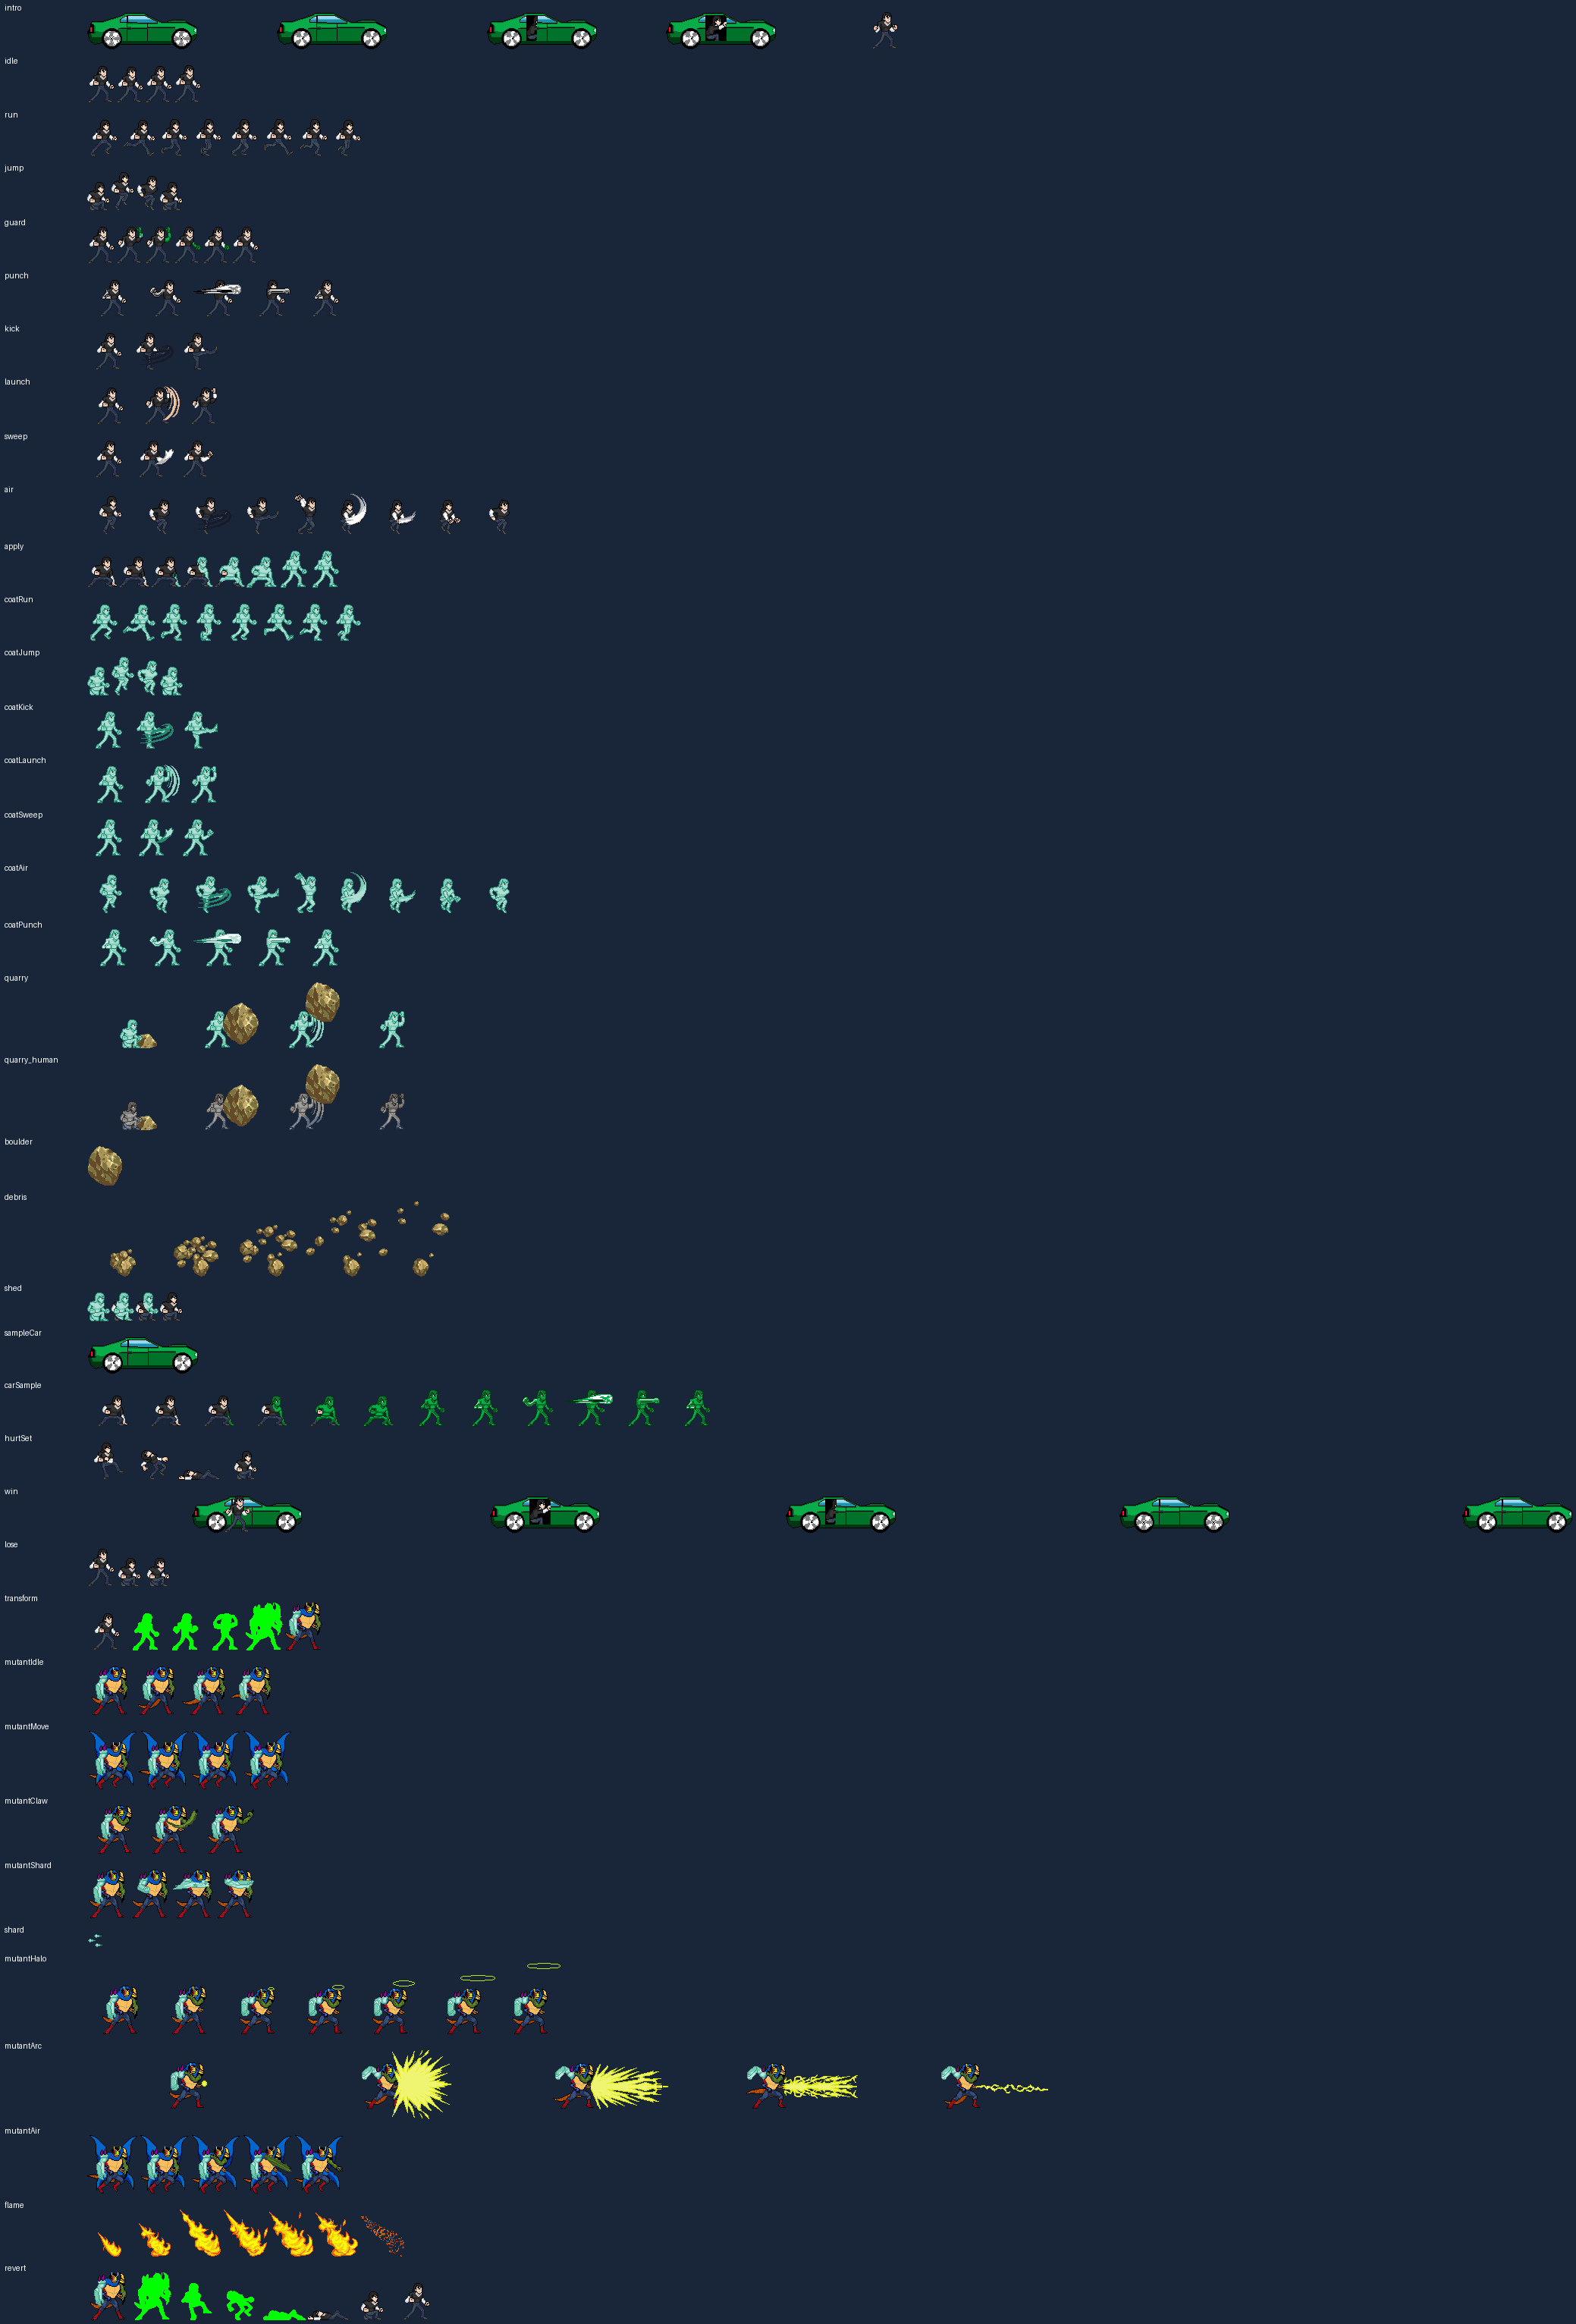 intro
idle
run
jump
guard
punch
kick
launch
sweep
air
apply
coatRun
coatJump
coatKick
coatLaunch
coatSweep
coatAir
coatPunch
quarry
quarry_human
boulder
debris
shed
sampleCar
carSample
hurtSet
win
lose
transform
mutantIdle
mutantMove
mutantClaw
mutantShard
shard
mutantHalo
mutantArc
mutantAir
flame
revert